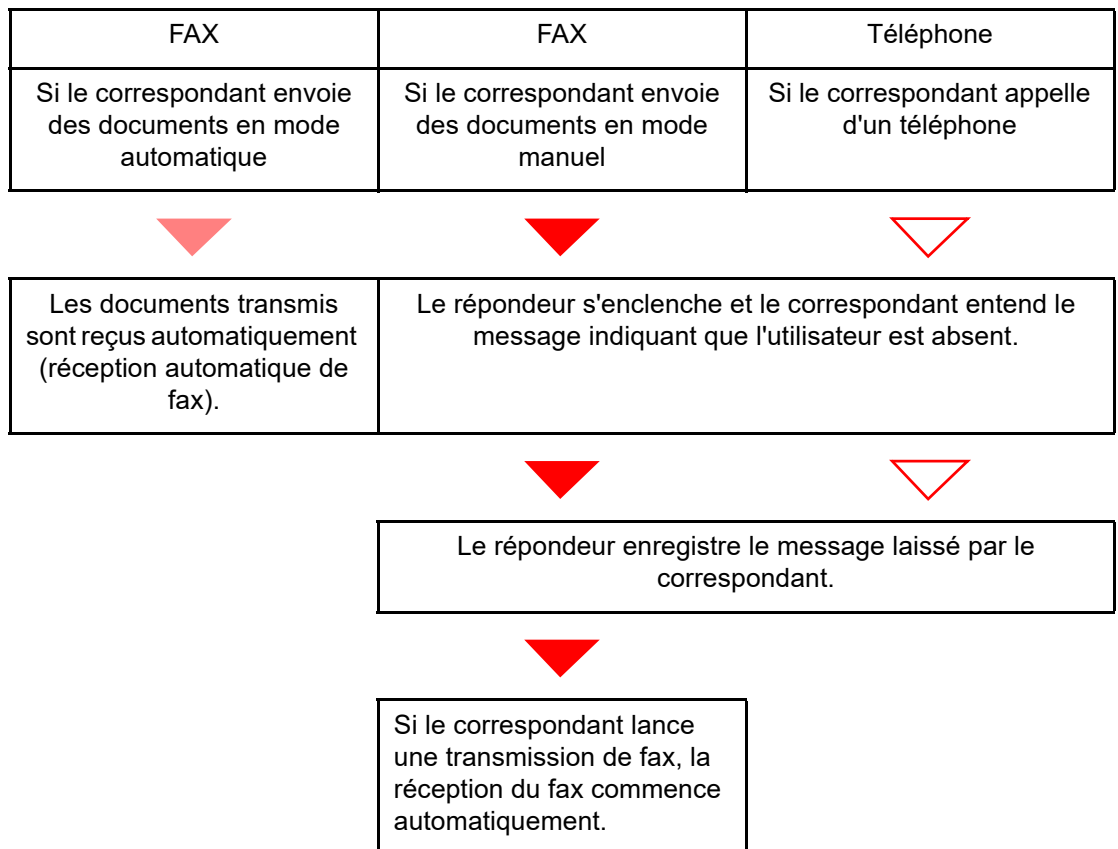 FAX
FAX
Téléphone
Si le correspondant envoie
des documents en mode
automatique
Si le correspondant envoie
des documents en mode
manuel
Si le correspondant appelle
d'un téléphone
Les documents transmis
sont reçus automatiquement
(réception automatique de
fax).
Le répondeur s'enclenche et le correspondant entend le
message indiquant que l'utilisateur est absent.
Le répondeur enregistre le message laissé par le
correspondant.
Si le correspondant lance
une transmission de fax, la
réception du fax commence
automatiquement.